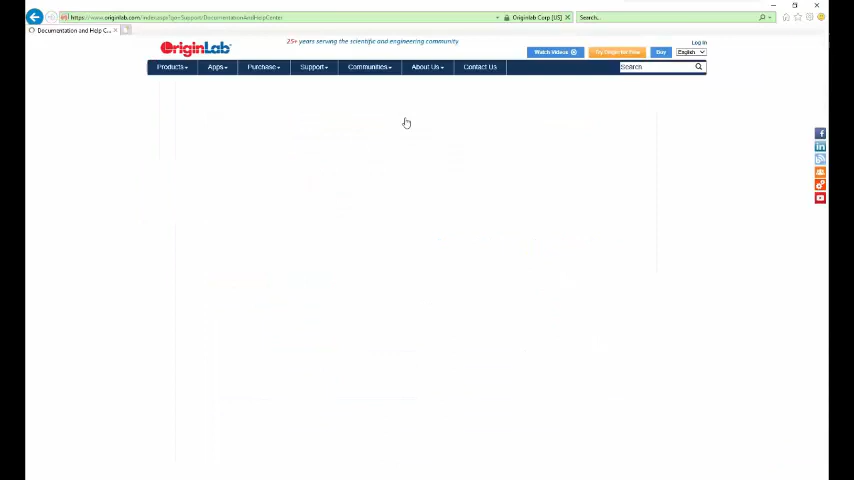 https://www.originlab.com/index.aspx?go=Support/DocumentationAndHelpCenter
OriginLab Corp [US]
Search...
Documentation and Help C...
OriginLab
25+ years serving the scientific and engineering community
Log In
Watch Videos
Try Origin for Free
Buy
English
Products
Apps
Purchase
Support
Communities
About Us
Contact Us
Search